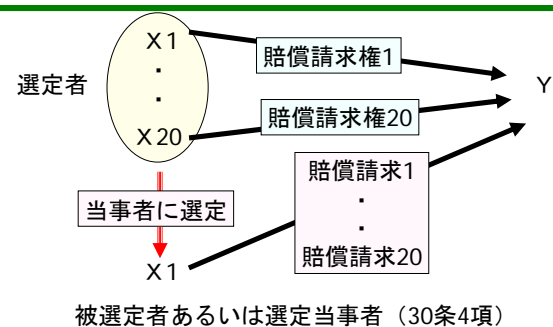 X1
・
・
X20
選定者
賠償請求権1
賠償請求権20
Y
当事者に選定
X1
賠償請求1
・
・
賠償請求20
被選定者あるいは選定当事者（30条4項）